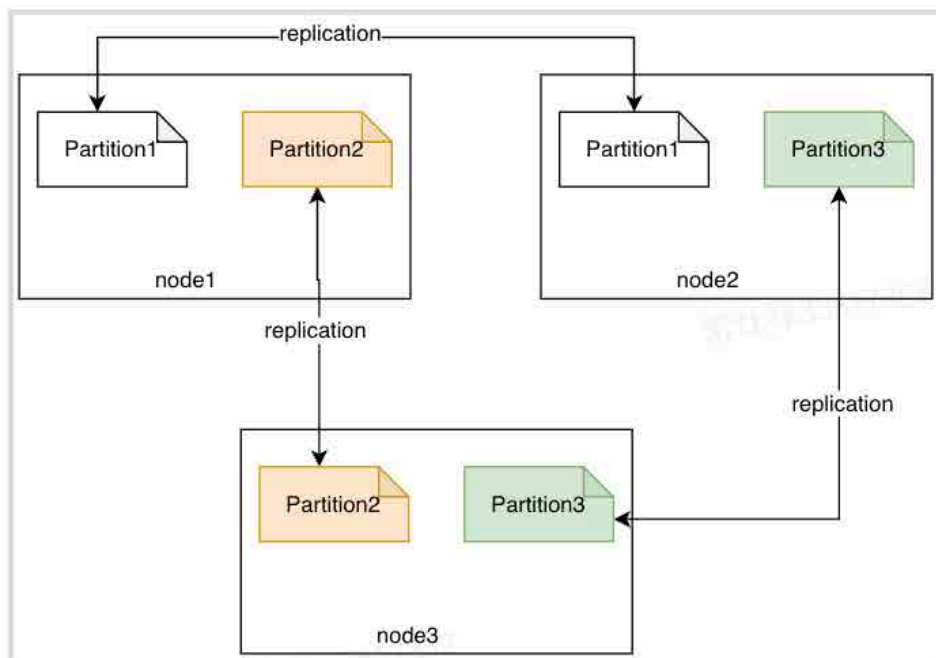 replication
Partition1
Partition2
node1
Partition1
Partition3
node2
replication
replication
Partition2
Partition3
node3